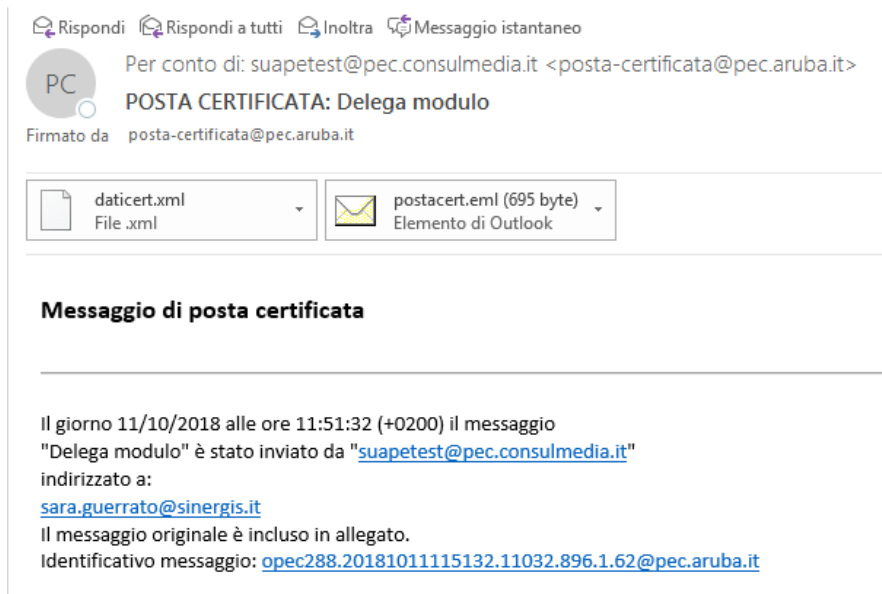 Rispondi Rispondi a tutti Inoltra Messaggio istantaneo
PC
Per conto di: suapetest@pec.consulmedia.it <posta-certificata@pec.aruba.it>
POSTA CERTIFICATA: Delega modulo
Firmato da posta-certificata@pec.aruba.it
daticert.xml
File .xml
postacert.eml (695 byte)
Elemento di Outlook
Messaggio di posta certificata
Il giorno 11/10/2018 alle ore 11:51:32 (+0200) il messaggio
"Delega modulo" è stato inviato da "suapetest@pec.consulmedia.it"
indirizzato a:
sara.guerrato@sinergis.it
Il messaggio originale è incluso in allegato.
Identificativo messaggio: opec288.20181011115132.11032.896.1.62@pec.aruba.it